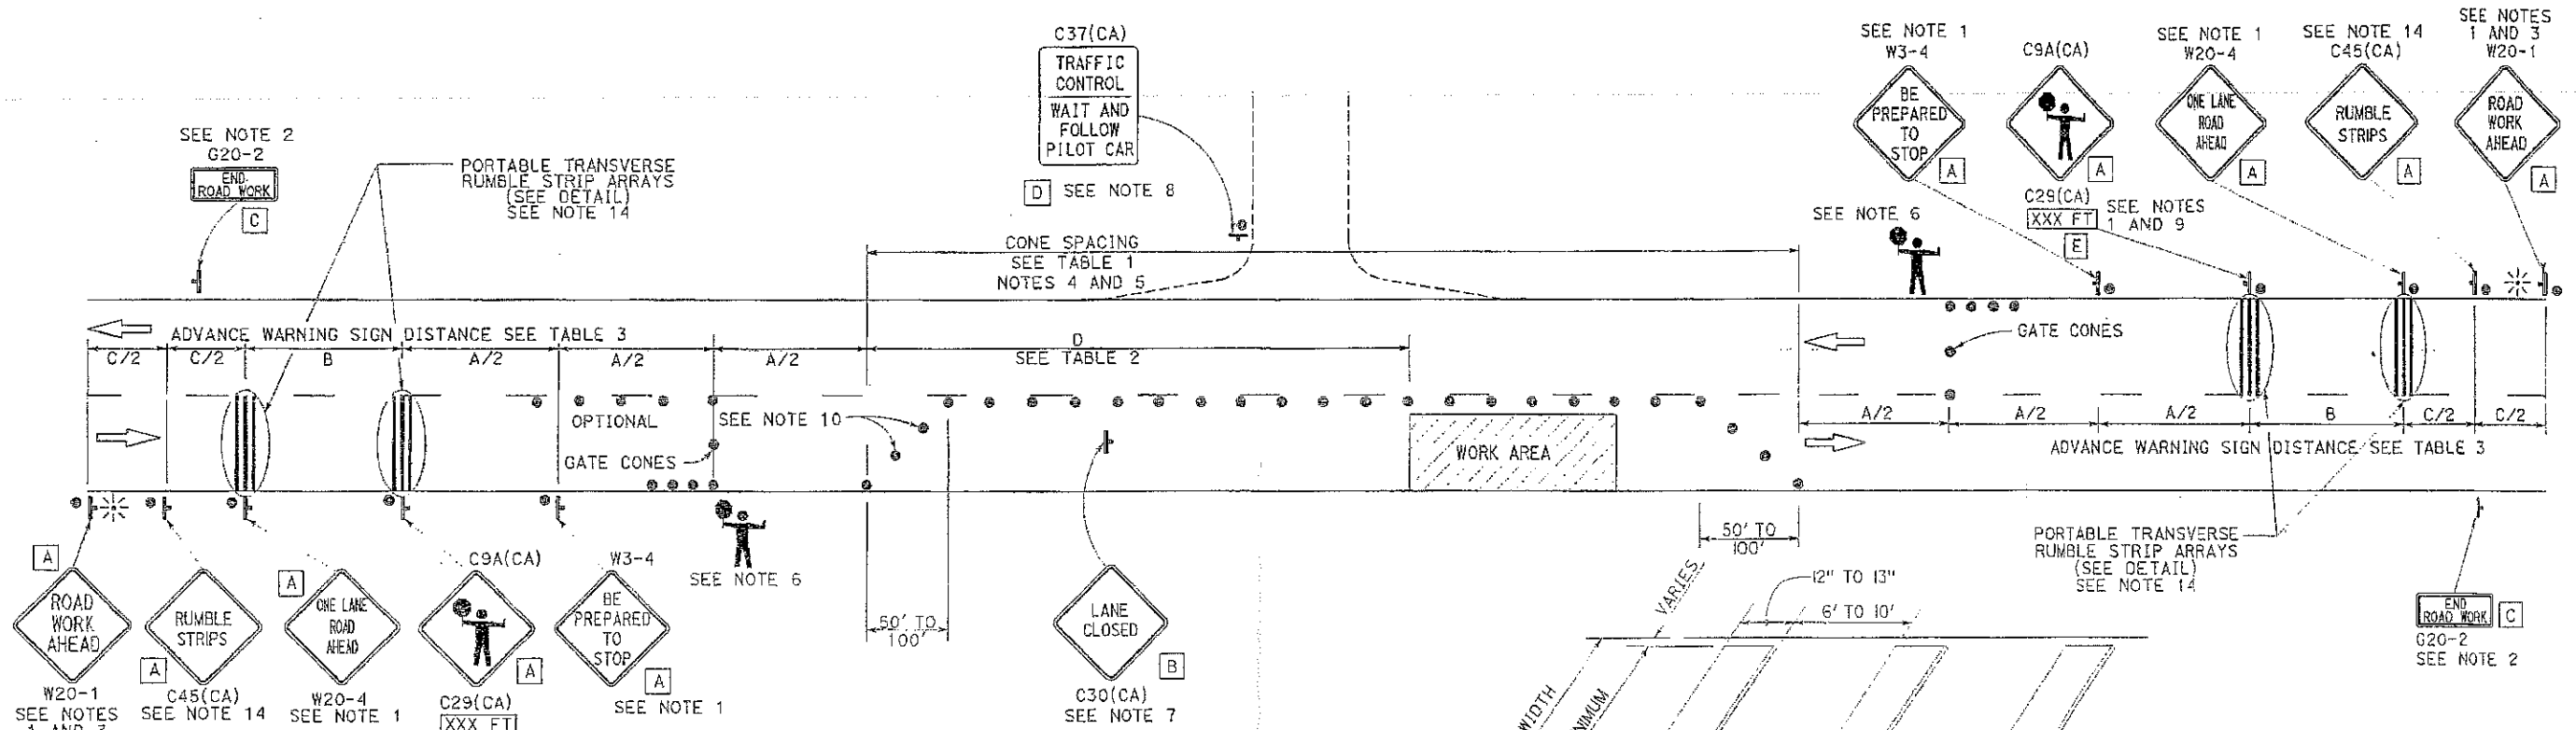 C37(CA)
TRAFFIC
CONTROL
WAIT AND
FOLLOW
PILOT CAR
D SEE NOTE 8
SEE NOTE 2
G20-2
END
ROAD WORK
C
PORTABLE TRANSVERSE
RUMBLE STRIP ARRAYS
(SEE DETAIL)
SEE NOTE 14
CONE SPACING
SEE TABLE 1
NOTES 4 AND 5
SEE NOTE 6
SEE NOTE 1
W3-4
BE
PREPARED
TO
STOP
A
C9A(CA)
A
C29(CA)
XXX FT
SEE NOTES
1 AND 9
E
SEE NOTE 1
W20-4
ONE LANE
ROAD
AHEAD
A
SEE NOTE 14
C45(CA)
RUMBLE
STRIPS
A
SEE NOTES
1 AND 3
W20-1
ROAD
WORK
AHEAD
A
ADVANCE WARNING SIGN DISTANCE SEE TABLE 3
C/2
C/2
B
A/2
A/2
A/2
D
SEE TABLE 2
GATE CONES
OPTIONAL
SEE NOTE 10
GATE CONES
WORK AREA
A/2
A/2
A/2
B
C/2
C/2
ADVANCE WARNING SIGN DISTANCE SEE TABLE 3
A
ROAD
WORK
AHEAD
W20-1
SEE NOTES
1 AND 3
RUMBLE
STRIPS
A
C45(CA)
SEE NOTE 14
A
ONE LANE
ROAD
AHEAD
W20-4
SEE NOTE 1
C9A(CA)
A
C29(CA)
XXX FT
W3-4
BE
PREPARED
TO
STOP
A
SEE NOTE 1
SEE NOTE 6
50' TO
100'
LANE
CLOSED
B
C30(CA)
SEE NOTE 7
50' TO
100'
VARIES
12" TO 13"
6' TO 10'
WIDTH
PORTABLE TRANSVERSE
RUMBLE STRIP ARRAYS
(SEE DETAIL)
SEE NOTE 14
END
ROAD WORK
C
G20-2
SEE NOTE 2